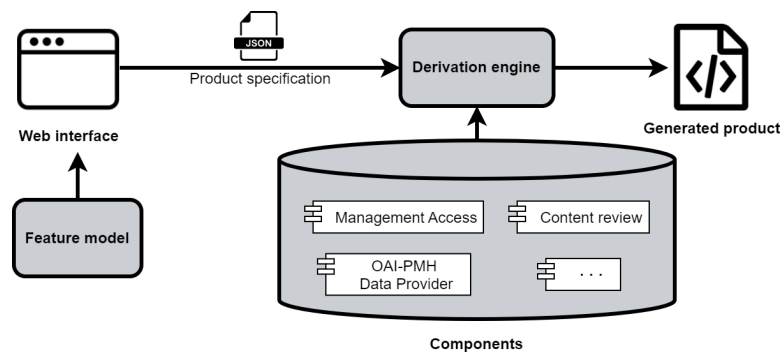 JSON
Product specification
Derivation engine
Web interface
Generated product
Feature model
Management Access
Content review
OAI-PMH
Data Provider
. . .
Components